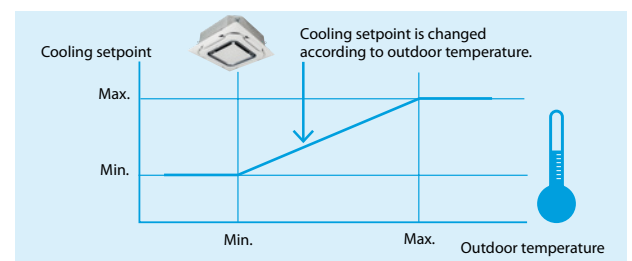 Cooling setpoint is changed
according to outdoor temperature.
Cooling setpoint
Max.
Min.
Min.
Max.
Outdoor temperature